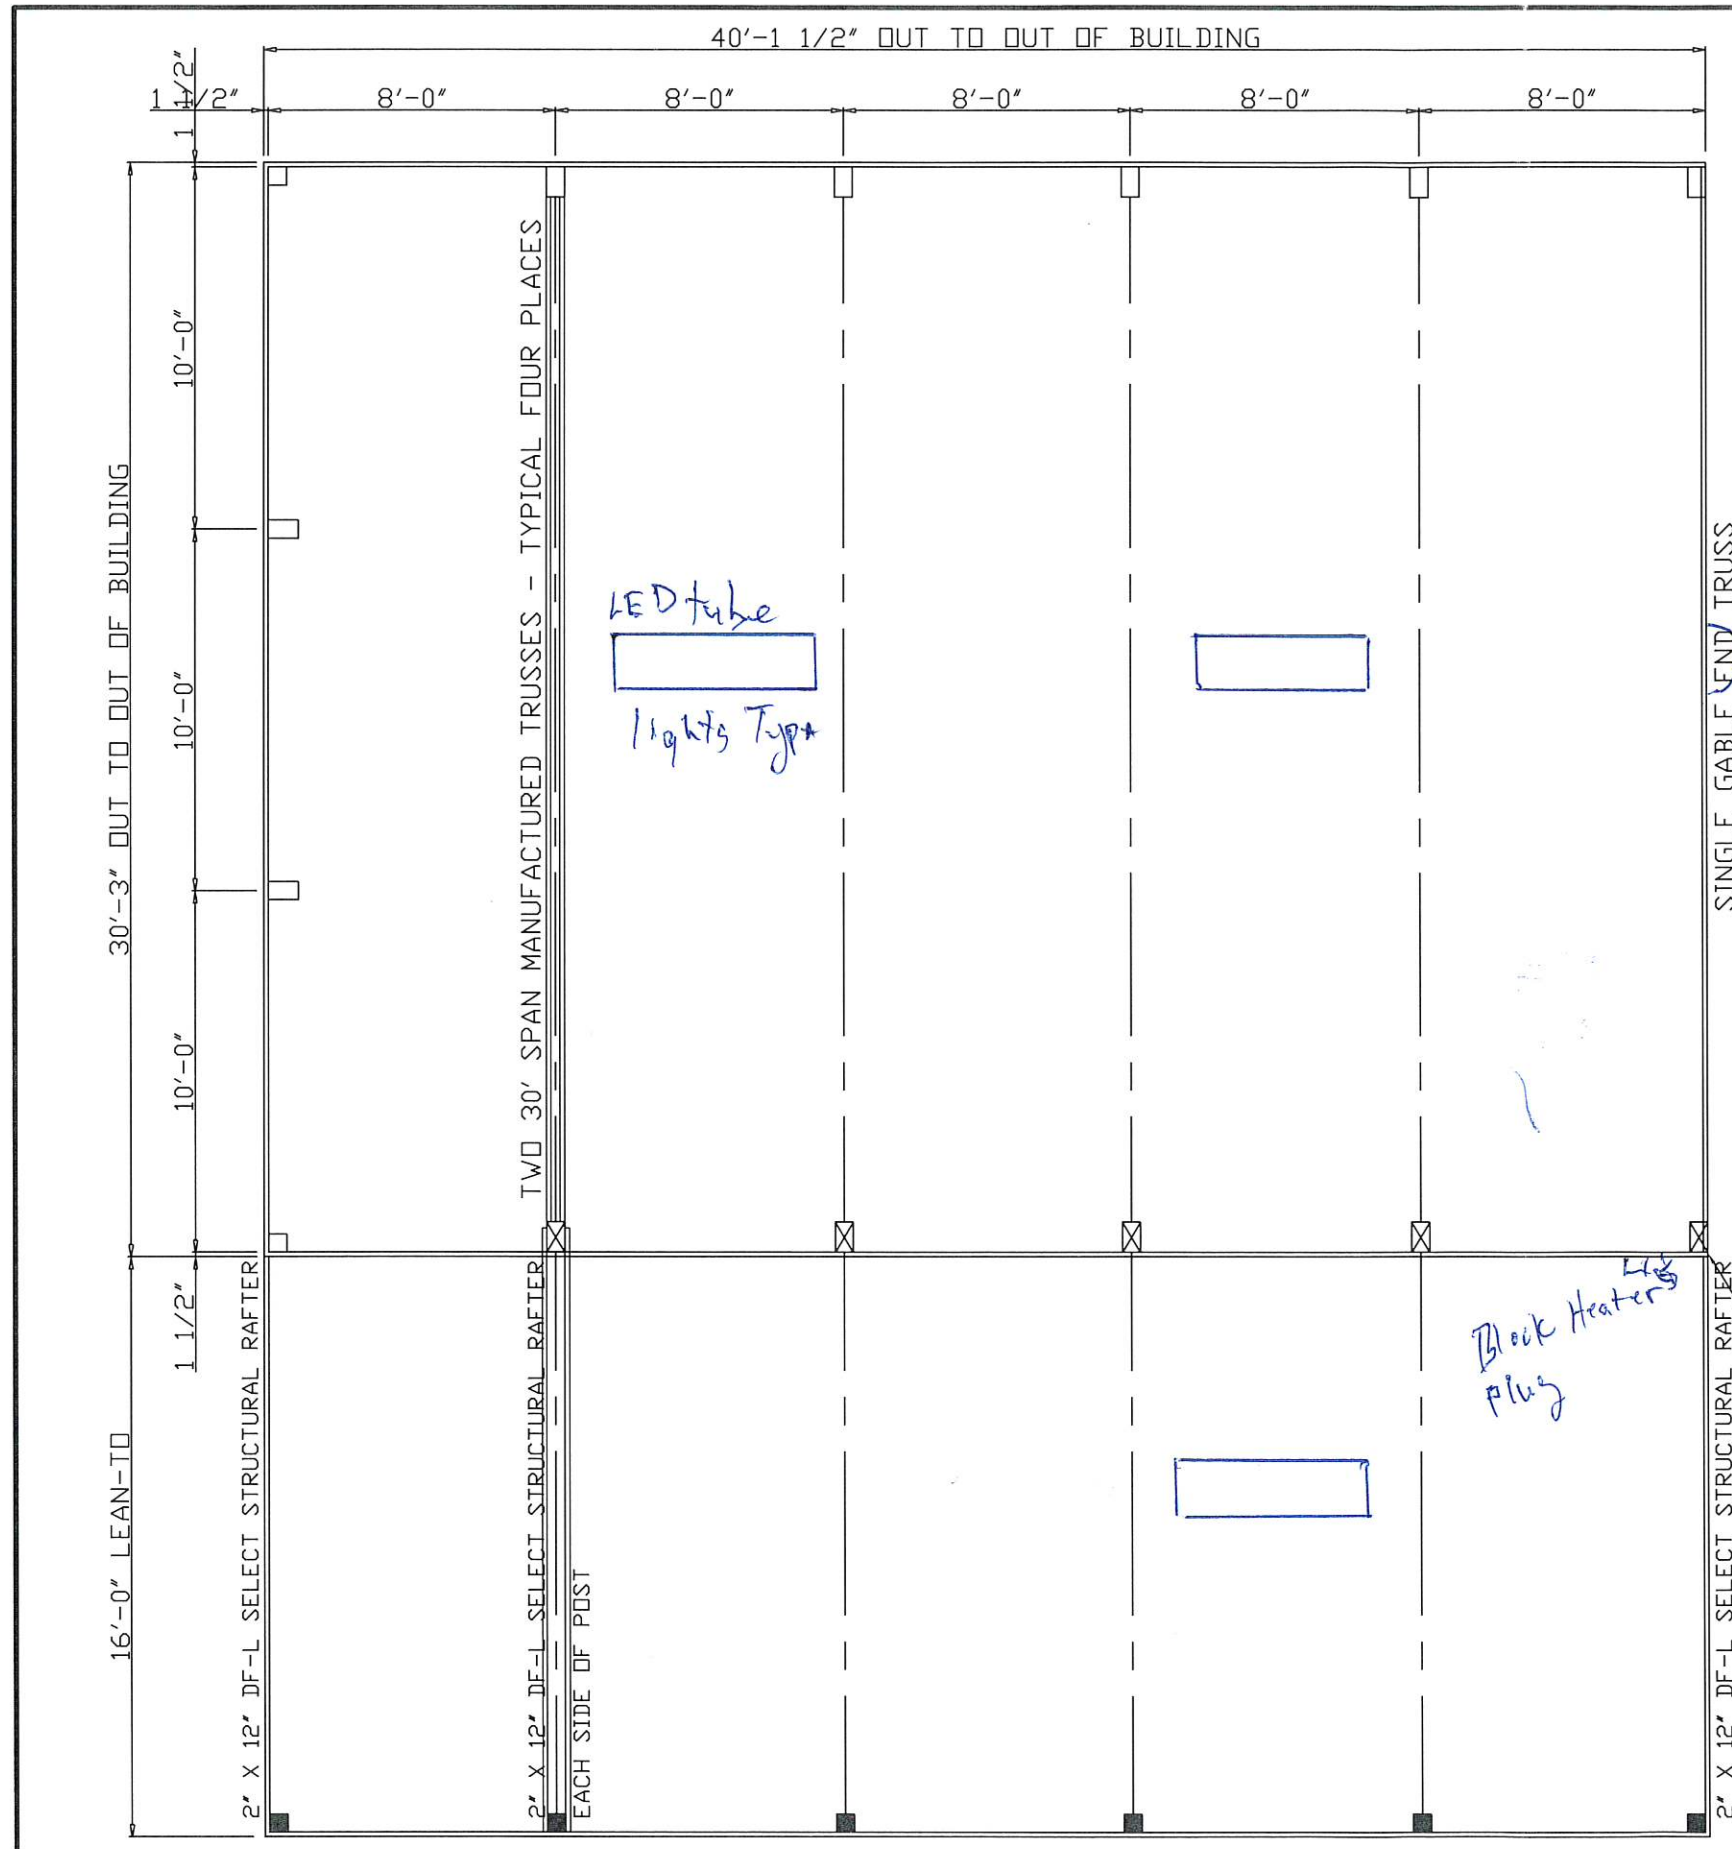 40'-1 1/2" OUT TO OUT OF BUILDING
1 1/2"
1 1/2"
8'-0"
8'-0"
8'-0"
8'-0"
8'-0"
30'-3" OUT TO OUT OF BUILDING
10'-0"
10'-0"
10'-0"
1 1/2"
16'-0" LEAN-TO
TWO 30' SPAN MANUFACTURED TRUSSES - TYPICAL FOUR PLACES
LED tube
lights Typ
SINGLE GABLE END TRUSS
2" X 12" DF-L SELECT STRUCTURAL RAFTER
2" X 12" DF-L SELECT STRUCTURAL RAFTER
EACH SIDE OF POST
Block Heater
plug
2" X 12" DF-L SELECT STRUCTURAL RAFTER